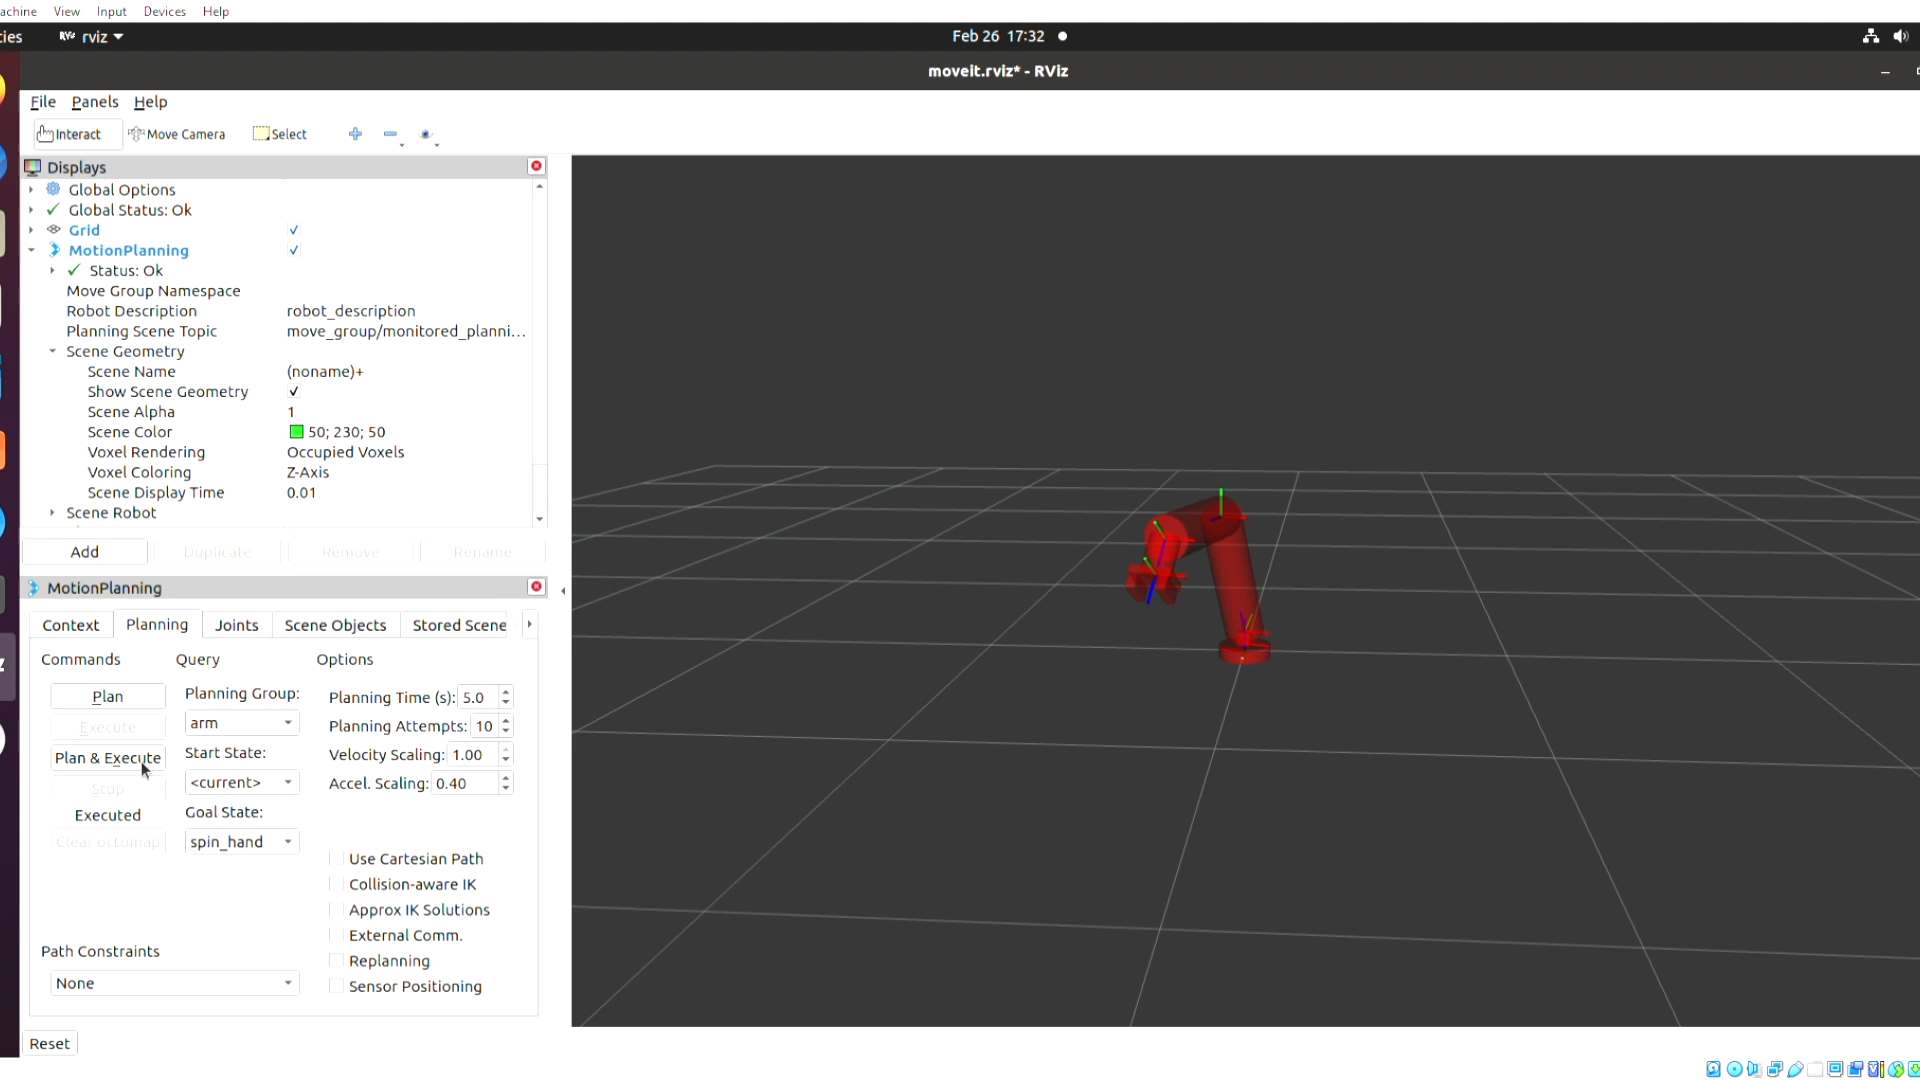 achine View Input Devices Help
ies RViz rviz Feb 26 17:32
moveit.rviz* - RViz
File Panels Help
Interact Move Camera Select
Displays
Global Options
Global Status: Ok
Grid ✓
MotionPlanning ✓
Status: Ok
Move Group Namespace
Robot Description robot_description
Planning Scene Topic move_group/monitored_planni...
Scene Geometry
Scene Name (noname)+
Show Scene Geometry ✓
Scene Alpha 1
Scene Color 50; 230; 50
Voxel Rendering Occupied Voxels
Voxel Coloring Z-Axis
Scene Display Time 0.01
Scene Robot
Add Duplicate Remove Rename
MotionPlanning
Context Planning Joints Scene Objects Stored Scene
Commands Query Options
Plan Planning Group: Planning Time (s): 5.0
Execute arm Planning Attempts: 10
Plan & Execute Start State: Velocity Scaling: 1.00
Stop <current> Accel. Scaling: 0.40
Executed Goal State:
Clear octomap spin_hand
Use Cartesian Path
Collision-aware IK
Approx IK Solutions
External Comm.
Path Constraints Replanning
None Sensor Positioning
Reset